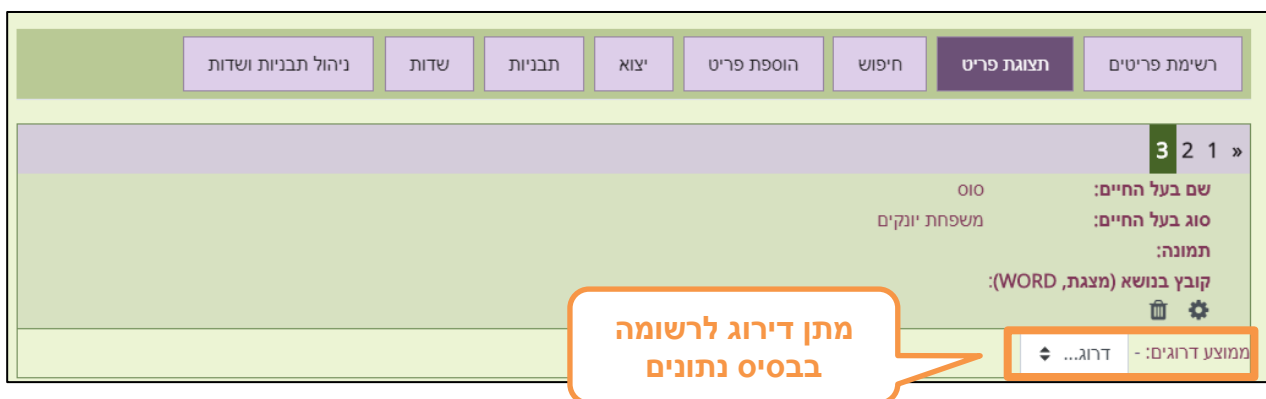 רשימת פריטים תצוגת פריט חיפוש הוספת פריט יצוא תבניות שדות ניהול תבניות ושדות
« 1 2 3
שם בעל החיים: סוס
סוג בעל החיים: משפחת יונקים
תמונה:
קובץ בנושא (מצגת, WORD):
ממוצע דרוגים: - דרוג...
מתן דירוג לרשומה
בבסיס נתונים